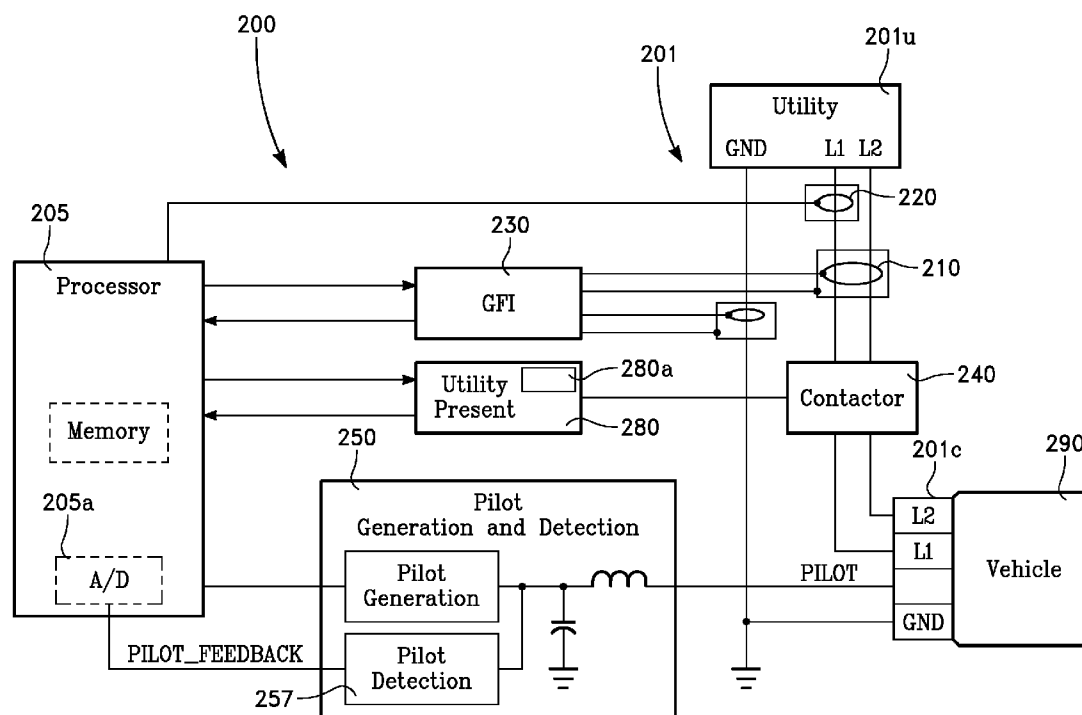 200
201
201u
Utility
GND L1 L2
220
205
Processor
230
GFI
210
Utility
Present
280a
280
240
Contactor
Memory
250
Pilot
Generation and Detection
201c
290
L2
L1
GND
Vehicle
205a
A/D
Pilot
Generation
PILOT
PILOT_FEEDBACK
Pilot
Detection
257